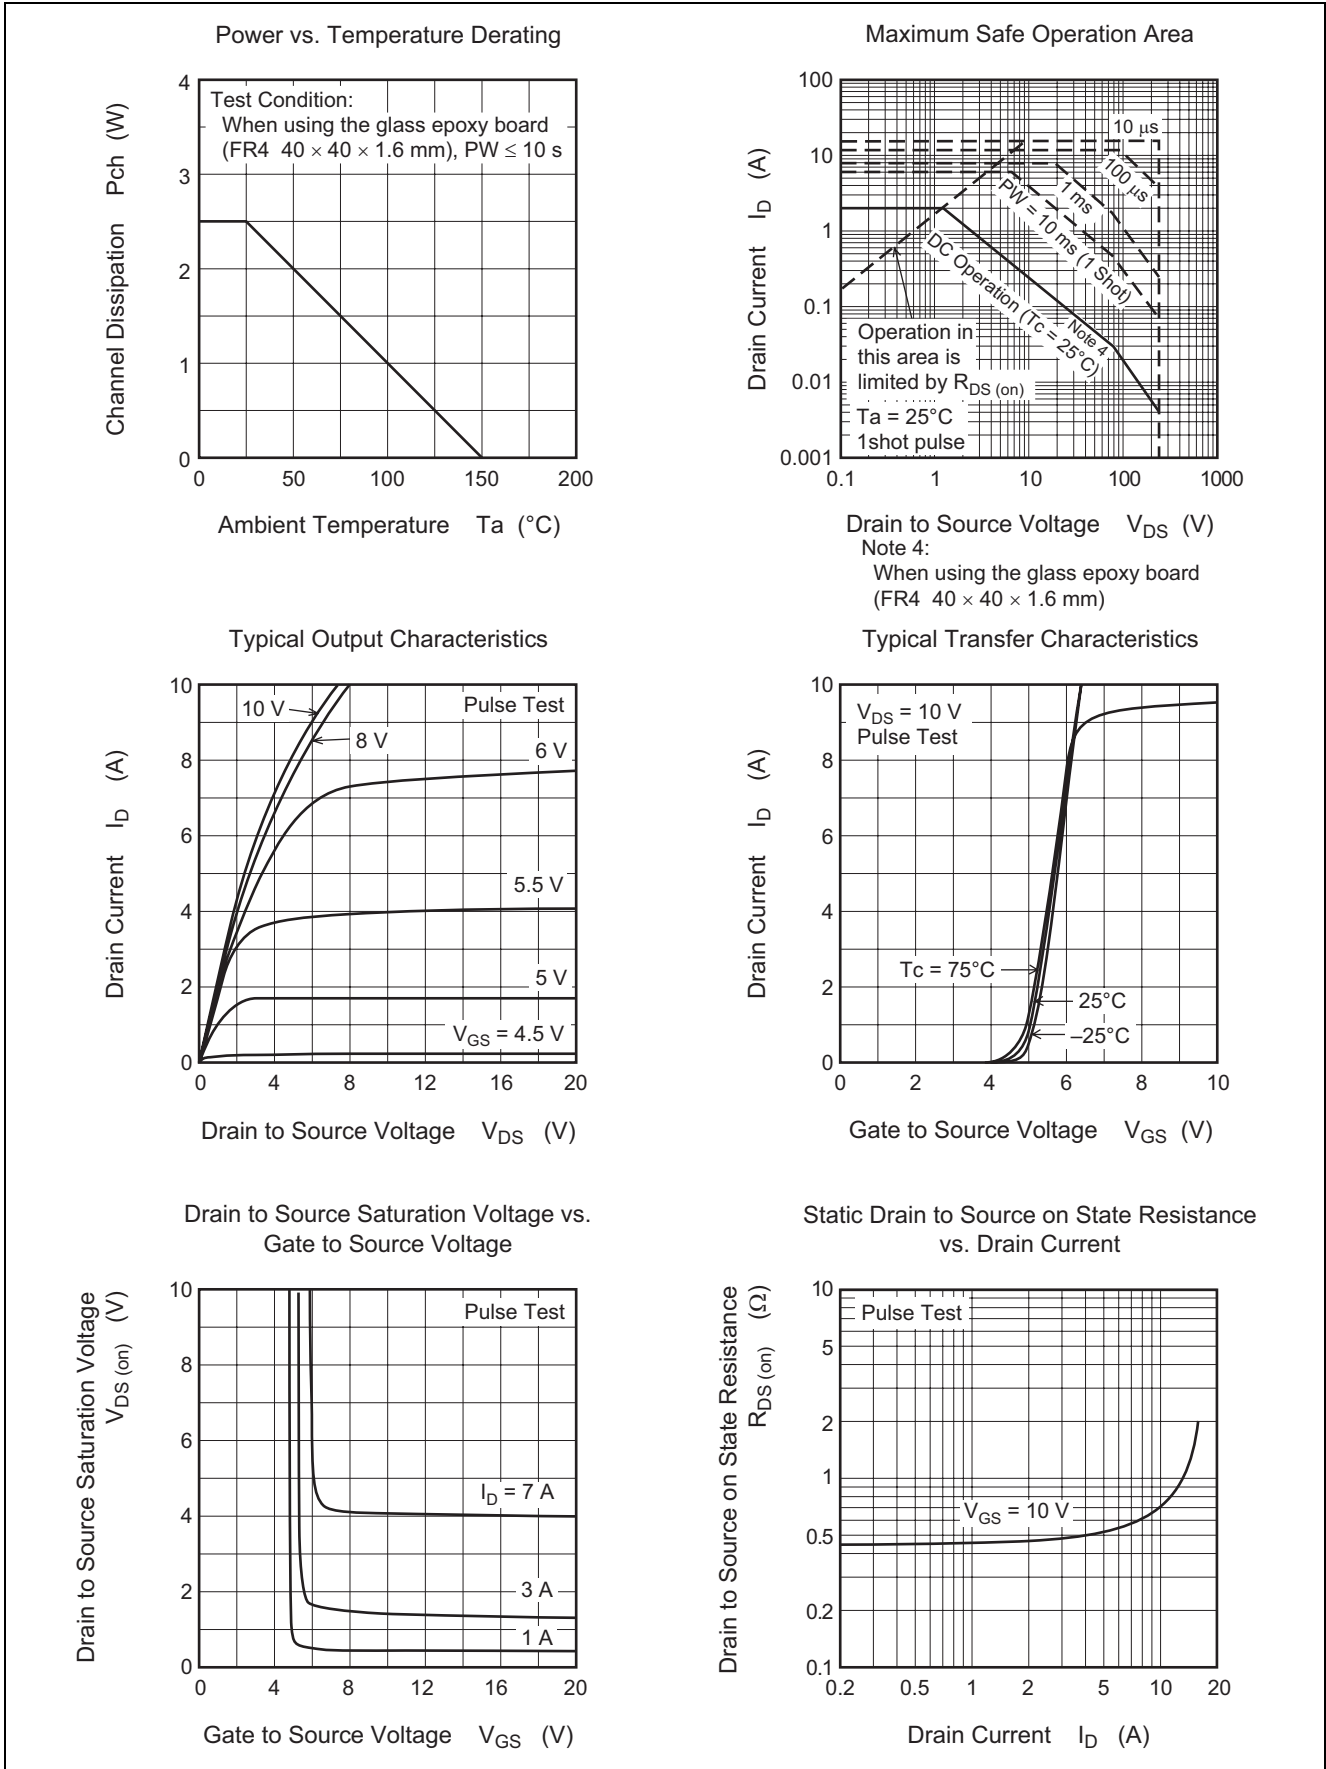 Power vs. Temperature Derating
Channel Dissipation Pch (W)
4
3
2
1
0
Test Condition:
When using the glass epoxy board
(FR4 40 × 40 × 1.6 mm), PW ≤ 10 s
0 50 100 150 200
Ambient Temperature Ta (°C)
Maximum Safe Operation Area
Drain Current I_D (A)
100
10
1
0.1
0.01
0.001
10 μs
100 μs
1 ms
PW = 10 ms (1 Shot)
DC Operation (Tc = 25°C)
Note 4
Operation in
this area is
limited by R_DS (on)
Ta = 25°C
1shot pulse
0.1 1 10 100 1000
Drain to Source Voltage V_DS (V)
Note 4:
When using the glass epoxy board
(FR4 40 × 40 × 1.6 mm)
Typical Output Characteristics
Drain Current I_D (A)
10
8
6
4
2
0
10 V
8 V
Pulse Test
6 V
5.5 V
5 V
V_GS = 4.5 V
0 4 8 12 16 20
Drain to Source Voltage V_DS (V)
Typical Transfer Characteristics
Drain Current I_D (A)
10
8
6
4
2
0
V_DS = 10 V
Pulse Test
Tc = 75°C
25°C
–25°C
0 2 4 6 8 10
Gate to Source Voltage V_GS (V)
Drain to Source Saturation Voltage vs.
Gate to Source Voltage
Drain to Source Saturation Voltage
V_DS (on) (V)
10
8
6
4
2
0
Pulse Test
I_D = 7 A
3 A
1 A
0 4 8 12 16 20
Gate to Source Voltage V_GS (V)
Static Drain to Source on State Resistance
vs. Drain Current
Drain to Source on State Resistance
R_DS (on) (Ω)
10
5
2
1
0.5
0.2
0.1
Pulse Test
V_GS = 10 V
0.2 0.5 1 2 5 10 20
Drain Current I_D (A)